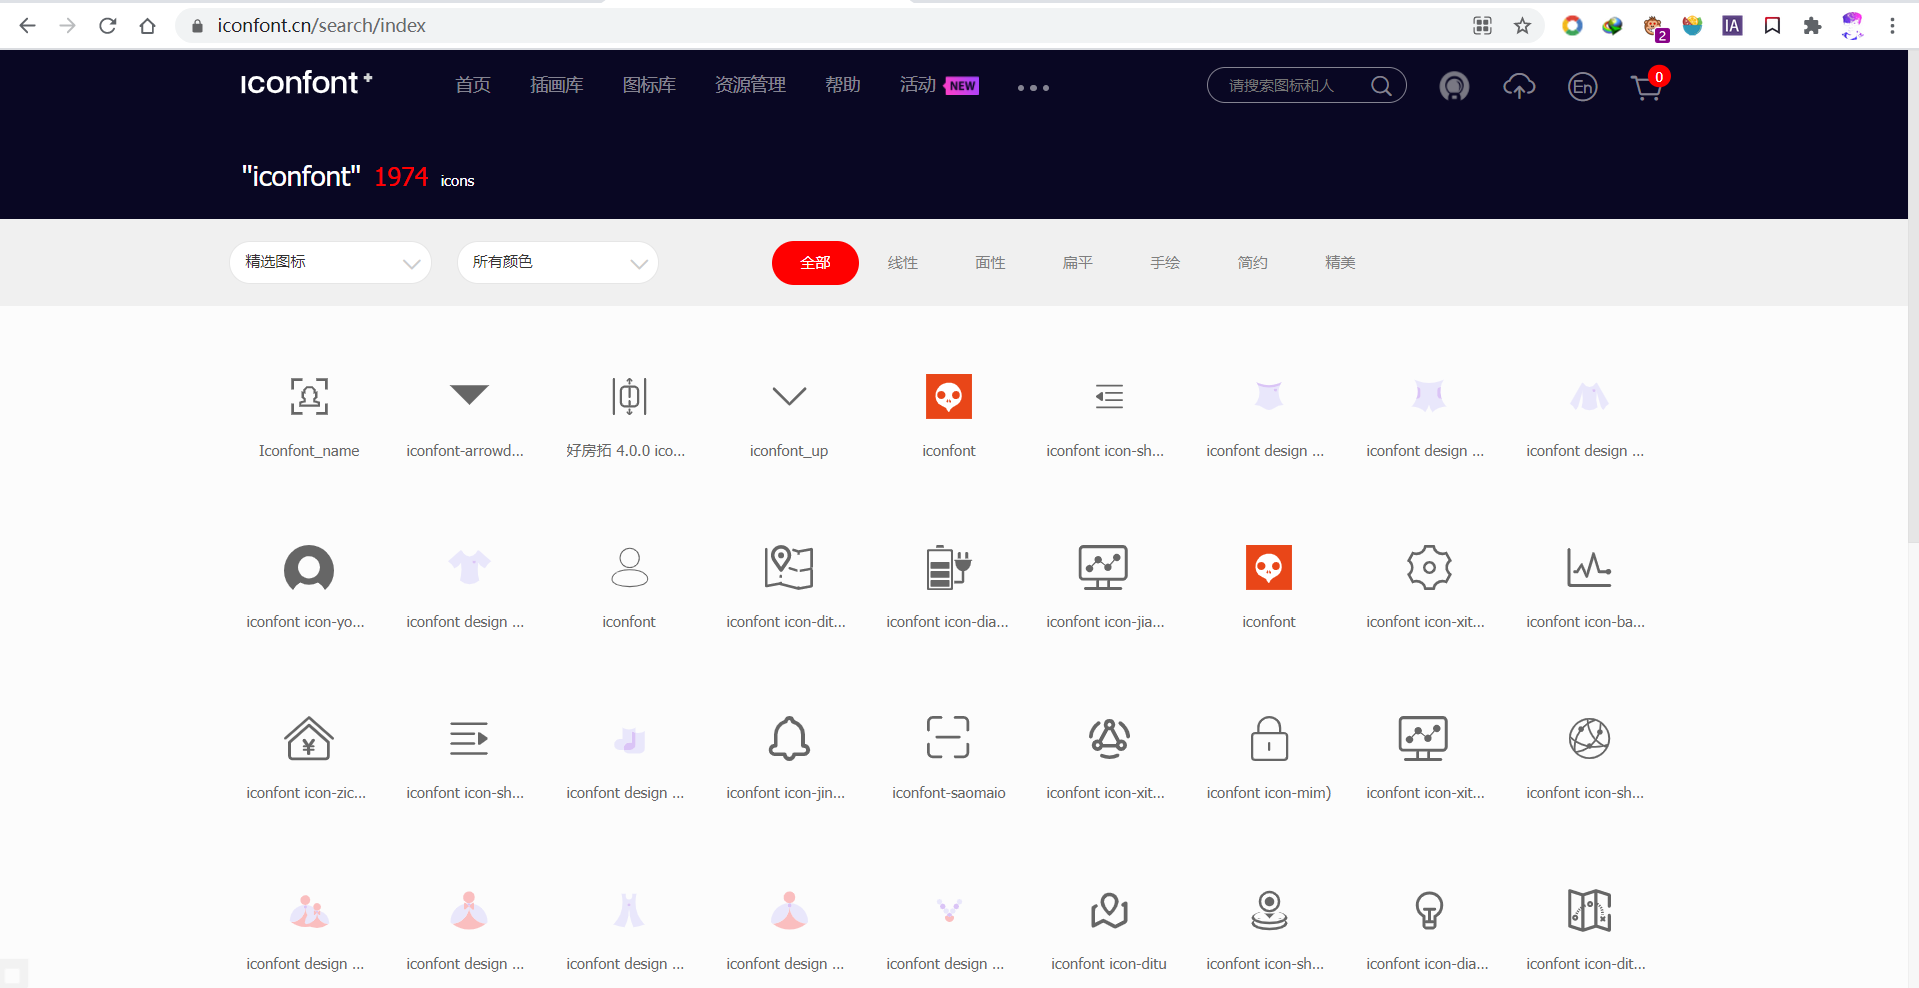 iconfont.cn/search/index
2
IA
iconfont+ 首页 插画库 图标库 资源管理 帮助 活动 NEW ••• 请搜索图标和人 En 0
"iconfont" 1974 icons
精选图标 所有颜色 全部 线性 面性 扁平 手绘 简约 精美
Iconfont_name iconfont-arrowd... 好房拓 4.0.0 ico... iconfont_up iconfont iconfont icon-sh... iconfont design ... iconfont design ... iconfont design ...
iconfont icon-yo... iconfont design ... iconfont iconfont icon-dit... iconfont icon-dia... iconfont icon-jia... iconfont iconfont icon-xit... iconfont icon-ba...
iconfont icon-zic... iconfont icon-sh... iconfont design ... iconfont icon-jin... iconfont-saomaio iconfont icon-xit... iconfont icon-mim) iconfont icon-xit... iconfont icon-sh...
iconfont design ... iconfont design ... iconfont design ... iconfont design ... iconfont design ... iconfont icon-ditu iconfont icon-sh... iconfont icon-dia... iconfont icon-dit...